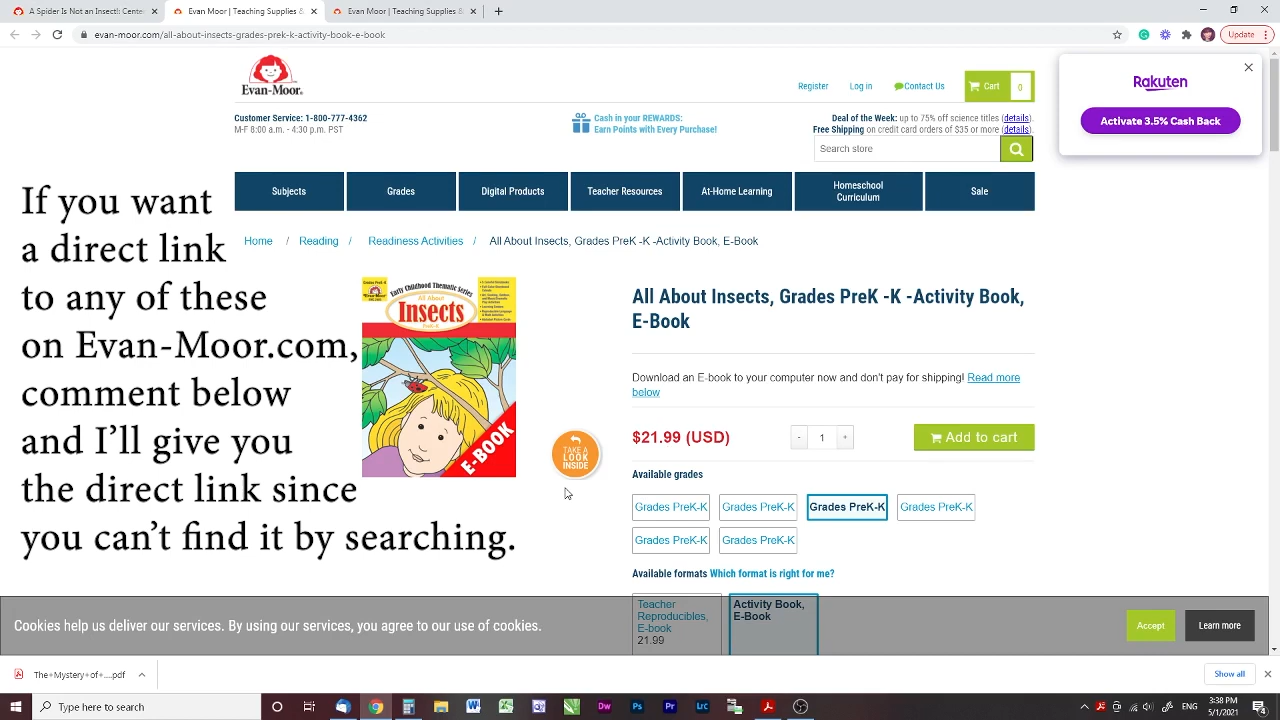 A Spider Is Not an Insect: Center
Reading | Teaching Supplies &
Reading | Teaching Supplies &
evan-moor.com/all-about-insects-grades-prek-k-activity-book-e-book
Update
Evan-Moor.
Register
Log in
Contact Us
Cart
0
Rakuten
Activate 3.5% Cash Back
Customer Service: 1-800-777-4362
M-F 8:00 a.m. - 4:30 p.m. PST
Cash in your REWARDS:
Earn Points with Every Purchase!
Deal of the Week: up to 75% off science titles (details).
Free Shipping on credit card orders of $35 or more (details).
Search store
Subjects
Grades
Digital Products
Teacher Resources
At-Home Learning
Homeschool
Curriculum
Sale
Home / Reading / Readiness Activities / All About Insects, Grades PreK -K -Activity Book, E-Book
If you want
a direct link
to any of these
on Evan-Moor.com,
comment below
and I'll give you
the direct link since
you can't find it by searching.
Early Childhood Thematic Series
All About
Insects
PreK-K
E-BOOK
TAKE A
LOOK
INSIDE
All About Insects, Grades PreK -K -Activity Book,
E-Book
Download an E-book to your computer now and don't pay for shipping! Read more
below
$21.99 (USD)
- 1 +
Add to cart
Available grades
Grades PreK-K
Grades PreK-K
Grades PreK-K
Grades PreK-K
Grades PreK-K
Grades PreK-K
Available formats Which format is right for me?
Teacher
Reproducibles,
E-book
21.99
Activity Book,
E-Book
Cookies help us deliver our services. By using our services, you agree to our use of cookies.
Accept
Learn more
The+Mystery+of+....pdf
Show all
Type here to search
Dw
Ps
Pr
Lrc
3:38 PM
5/1/2021